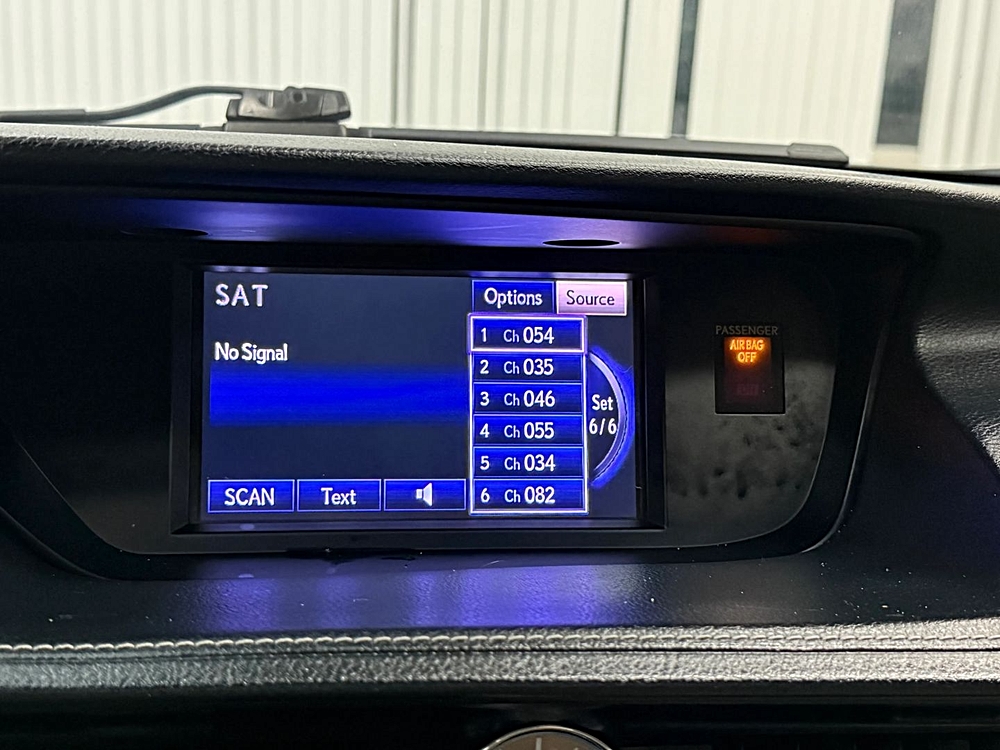 SAT
Options
Source
No Signal
1 Ch 054
2 Ch 035
3 Ch 046
4 Ch 055
5 Ch 034
6 Ch 082
Set
6/6
SCAN
Text
PASSENGER
AIR BAG
OFF